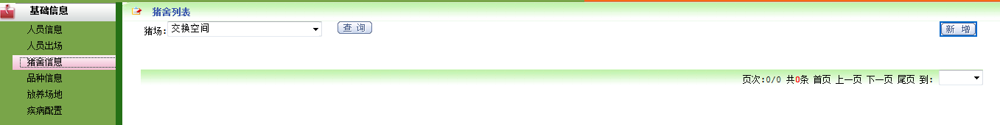 基础信息
人员信息
人员出场
猪舍信息
品种信息
放养场地
疾病配置
猪舍列表
猪场: 交换空间 查 询 新 增
页次:0/0 共0条 首页 上一页 下一页 尾页 到: